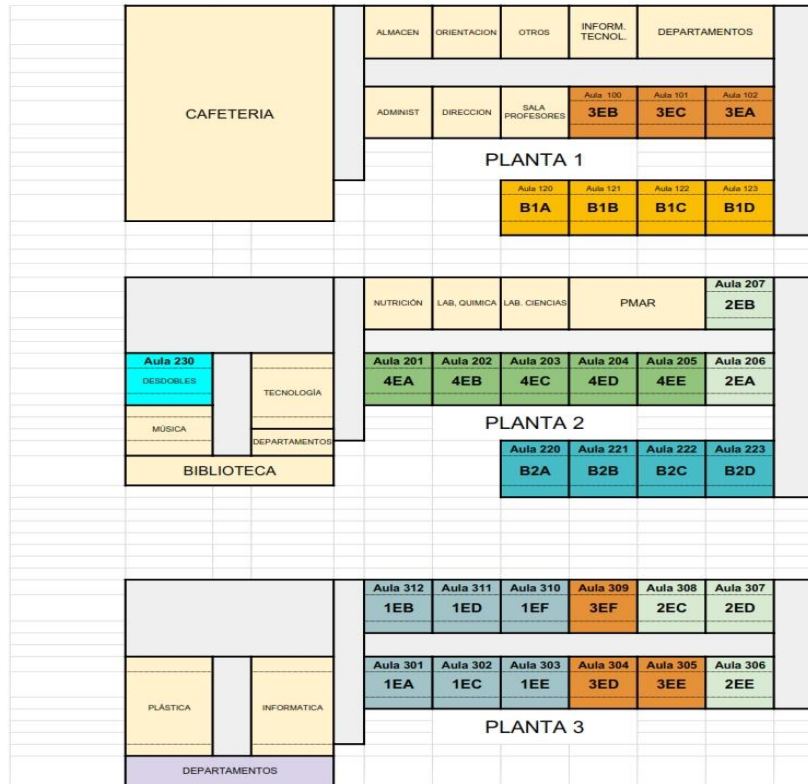 ALMACEN ORIENTACION OTROS INFORM. TECNOL. DEPARTAMENTOS
CAFETERIA
Aula 100 Aula 101 Aula 102
ADMINIST DIRECCION SALA PROFESORES 3EB 3EC 3EA
PLANTA 1
Aula 120 Aula 121 Aula 122 Aula 123
B1A B1B B1C B1D
Aula 207
NUTRICIÓN LAB, QUIMICA LAB. CIENCIAS PMAR 2EB
Aula 230 Aula 201 Aula 202 Aula 203 Aula 204 Aula 205 Aula 206
DESDOBLES 4EA 4EB 4EC 4ED 4EE 2EA
TECNOLOGÍA
MÚSICA
PLANTA 2
DEPARTAMENTOS
Aula 220 Aula 221 Aula 222 Aula 223
BIBLIOTECA B2A B2B B2C B2D
Aula 312 Aula 311 Aula 310 Aula 309 Aula 308 Aula 307
1EB 1ED 1EF 3EF 2EC 2ED
Aula 301 Aula 302 Aula 303 Aula 304 Aula 305 Aula 306
1EA 1EC 1EE 3ED 3EE 2EE
PLÁSTICA INFORMATICA
PLANTA 3
DEPARTAMENTOS